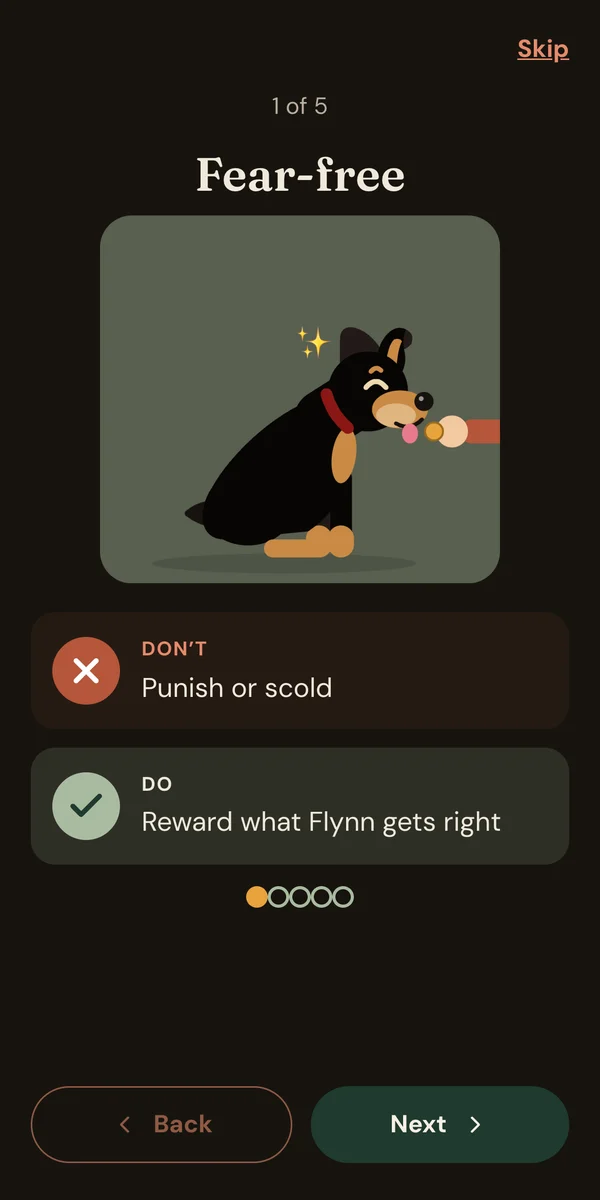 Skip
1 of 5
Fear-free
DON’T
Punish or scold
DO
Reward what Flynn gets right
Back
Next